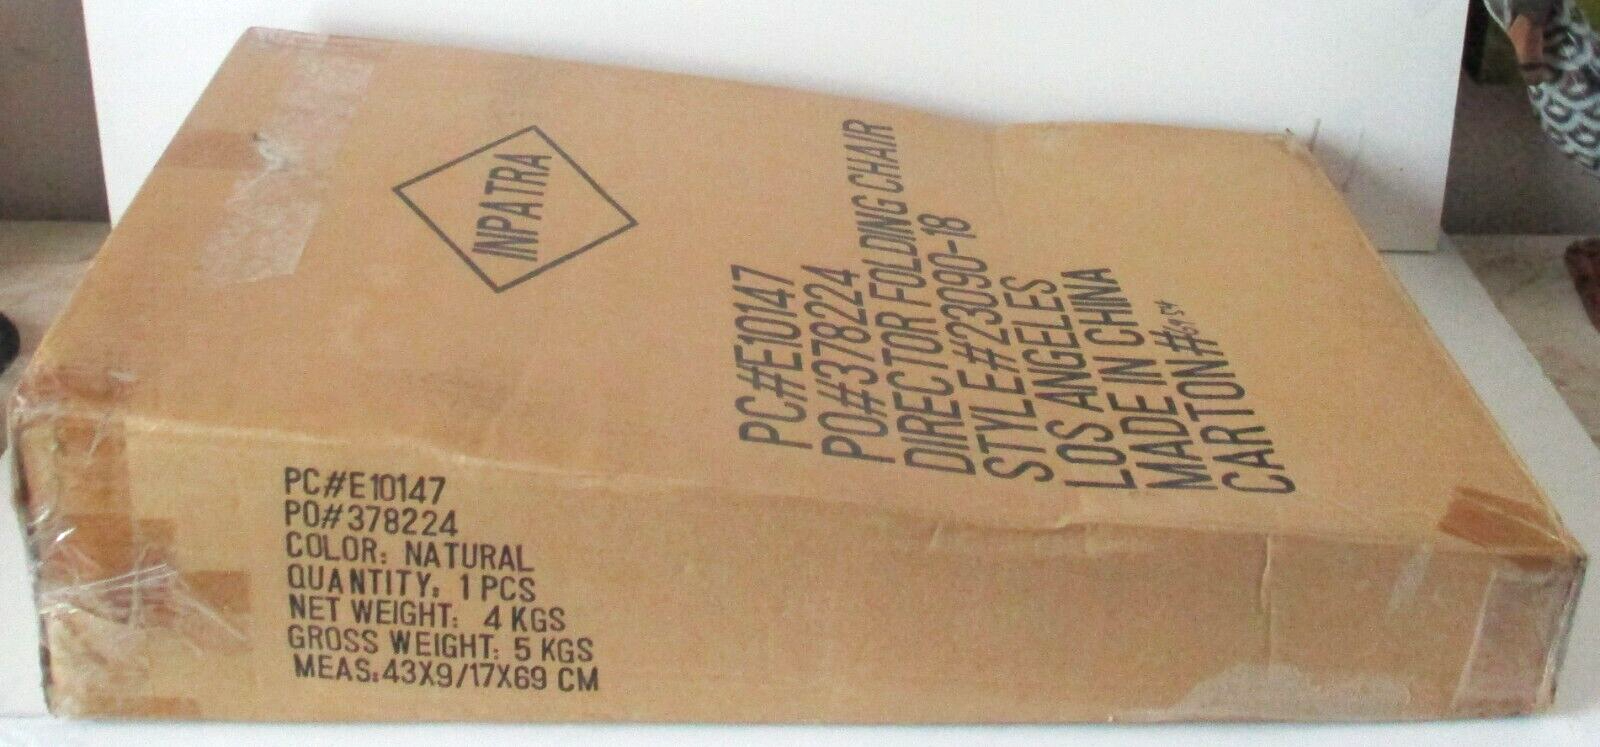 INPATRA
PC#E10147
PO#378224
DIRECTOR FOLDING CHAIR
STYLE#23090-18
LOS ANGELES
MADE IN CHINA
CARTON#6954
PC#E10147
PO#378224
COLOR: NATURAL
QUANTITY: 1 PCS
NET WEIGHT: 4 KGS
GROSS WEIGHT: 5 KGS
MEAS:43X9/17X69 CM